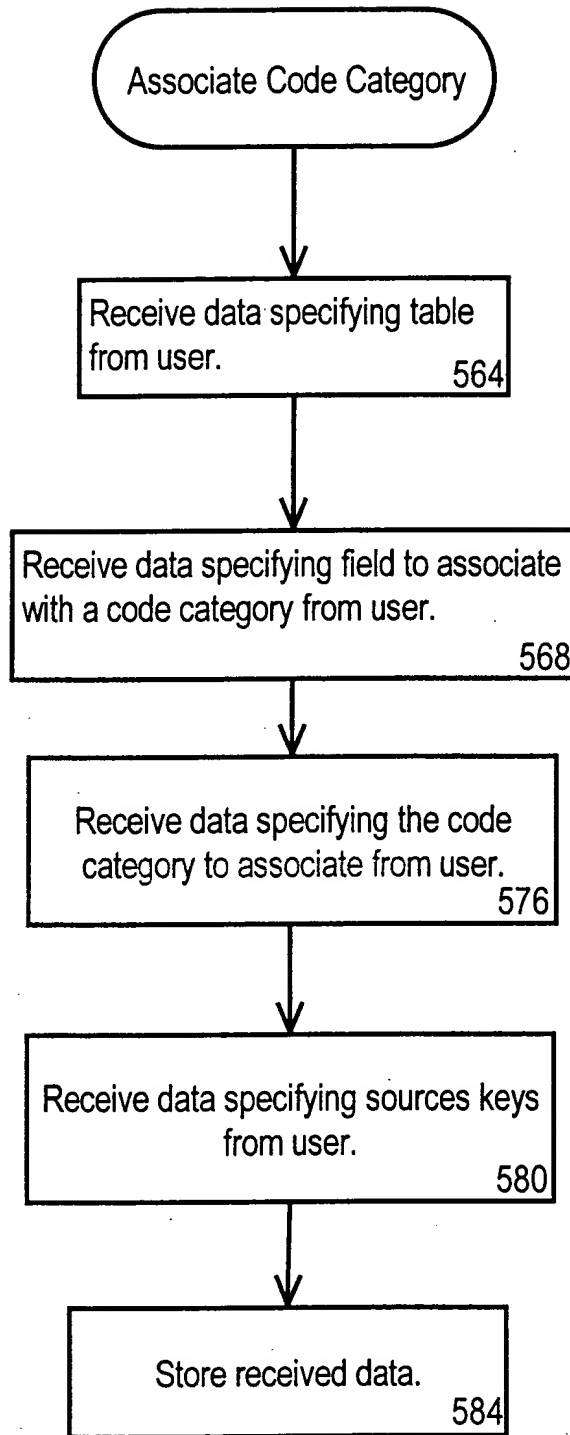 Associate Code Category
Receive data specifying table
from user.
564
Receive data specifying field to associate
with a code category from user.
568
Receive data specifying the code
category to associate from user.
576
Receive data specifying sources keys
from user.
580
Store received data.
584